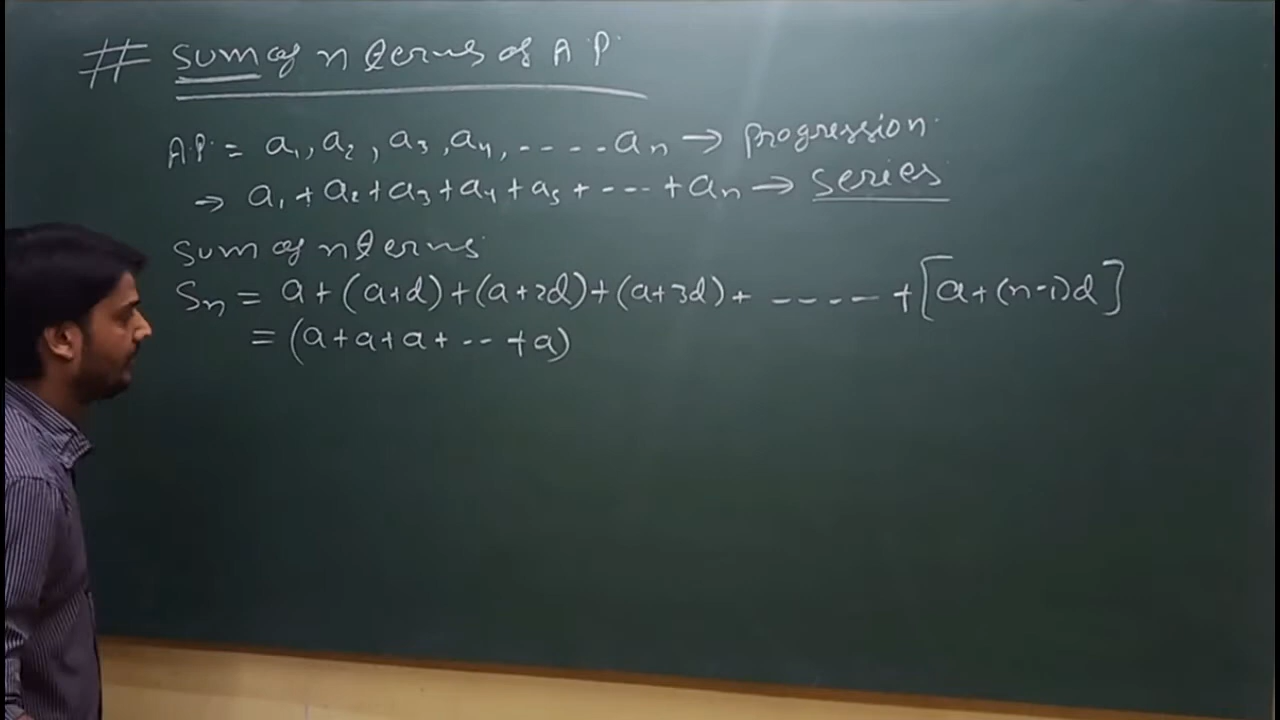 # Sum of n terms of A.P.
A.P. = a₁, a₂, a₃, a₄, ..... aₙ → Progression.
→ a₁ + a₂ + a₃ + a₄ + a₅ + --- + aₙ → Series
Sum of n terms
Sₙ = a + (a+d) + (a+2d) + (a+3d) + ----- + [a+(n-1)d]
= (a+a+a+ -- +a)